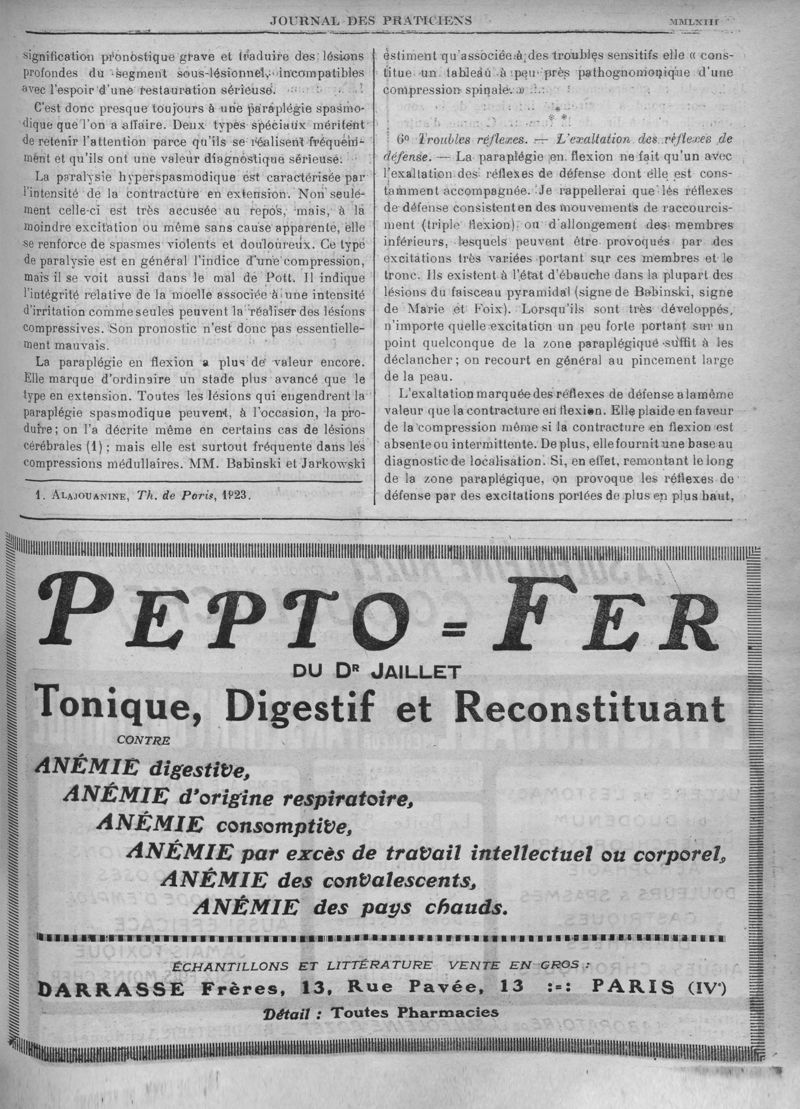 JOURNAL DES PRATICIENS
MMLXIII
signification pronostique grave et traduire des lésions
profondes du segment sous-lésionnel, incompatibles
avec l'espoir d'une restauration sérieuse.
C'est donc presque toujours à une paraplégie spasmo-
dique que l'on a affaire. Deux types spéciaux méritent
de retenir l'attention parce qu'ils se réalisent fréquem-
ment et qu'ils ont une valeur diagnostique sérieuse.
La paralysie hyperspasmodique est caractérisée par
l'intensité de la contracture en extension. Non seule-
ment celle-ci est très accusée au repos, mais, à la
moindre excitation ou même sans cause apparente, elle
se renforce de spasmes violents et douloureux. Ce type
de paralysie est en général l'indice d'une compression,
mais il se voit aussi dans le mal de Pott. Il indique
l'intégrité relative de la moelle associée à une intensité
d'irritation comme seules peuvent la réaliser des lésions
compressives. Son pronostic n'est donc pas essentielle-
ment mauvais.
La paraplégie en flexion a plus de valeur encore.
Elle marque d'ordinaire un stade plus avancé que le
type en extension. Toutes les lésions qui engendrent la
paraplégie spasmodique peuvent, à l'occasion, la pro-
duire ; on l'a décrite même en certains cas de lésions
cérébrales (1) ; mais elle est surtout fréquente dans les
compressions médullaires. MM. Babinski et Jarkowski
1. ALAJOUANINE, Th. de Paris, 1923.
estiment qu'associée à des troubles sensitifs elle « cons-
titue un tableau à peu près pathognomonique d'une
compression spinale. »
*
* *
6° Troubles réflexes. — L'exaltation des réflexes de
défense. — La paraplégie en flexion ne fait qu'un avec
l'exaltation des réflexes de défense dont elle est cons-
tamment accompagnée. Je rappellerai que les réflexes
de défense consistent en des mouvements de raccourcis-
ment (triple flexion) ou d'allongement des membres
inférieurs, lesquels peuvent être provoqués par des
excitations très variées portant sur ces membres et le
tronc. Ils existent à l'état d'ébauche dans la plupart des
lésions du faisceau pyramidal (signe de Babinski, signe
de Marie et Foix). Lorsqu'ils sont très développés,
n'importe quelle excitation un peu forte portant sur un
point quelconque de la zone paraplégique suffit à les
déclancher ; on recourt en général au pincement large
de la peau.
L'exaltation marquée des réflexes de défense a la même
valeur que la contracture en flexion. Elle plaide en faveur
de la compression même si la contracture en flexion est
absente ou intermittente. De plus, elle fournit une base au
diagnostic de localisation. Si, en effet, remontant le long
de la zone paraplégique, on provoque les réflexes de
défense par des excitations portées de plus en plus haut,
PEPTO = FER
DU DR JAILLET
Tonique, Digestif et Reconstituant
CONTRE
ANÉMIE digestive,
ANÉMIE d'origine respiratoire,
ANÉMIE consomptive,
ANÉMIE par excès de travail intellectuel ou corporel,
ANÉMIE des convalescents,
ANÉMIE des pays chauds.
ÉCHANTILLONS ET LITTÉRATURE VENTE EN GROS :
DARRASSE Frères, 13, Rue Pavée, 13 :=: PARIS (IVe)
Détail : Toutes Pharmacies